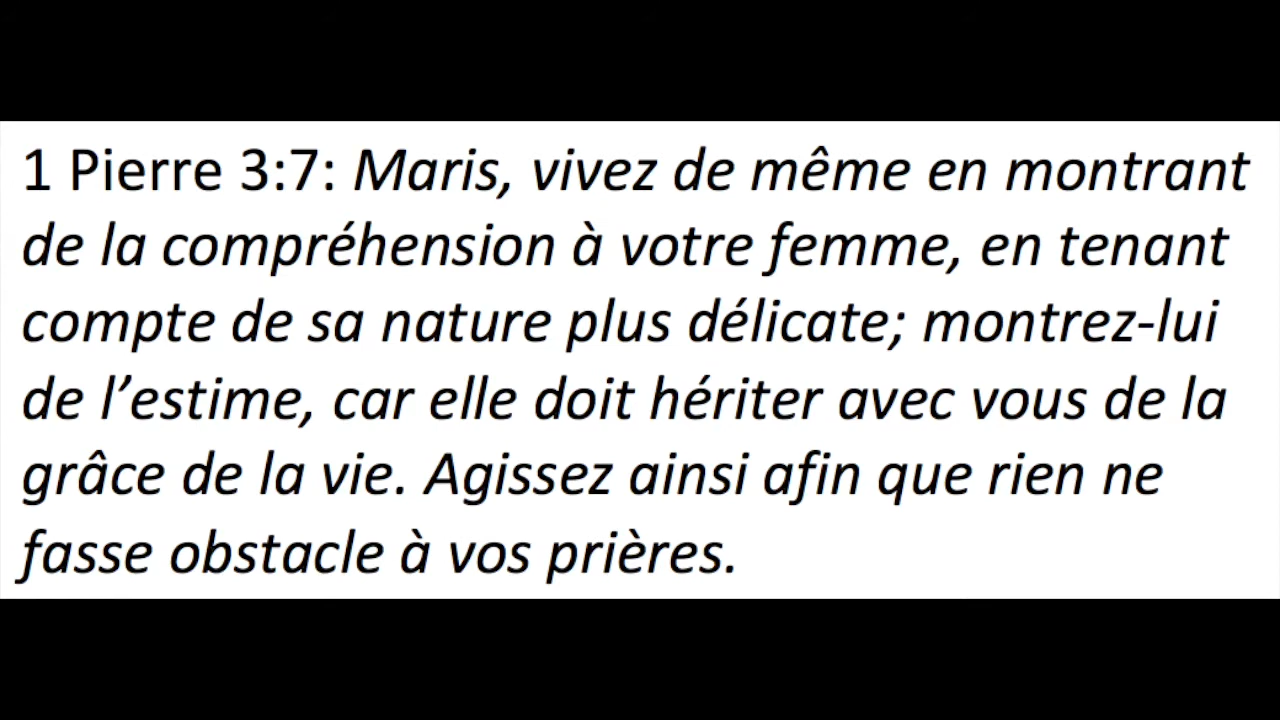 1 Pierre 3:7: Maris, vivez de même en montrant
de la compréhension à votre femme, en tenant
compte de sa nature plus délicate; montrez-lui
de l’estime, car elle doit hériter avec vous de la
grâce de la vie. Agissez ainsi afin que rien ne
fasse obstacle à vos prières.